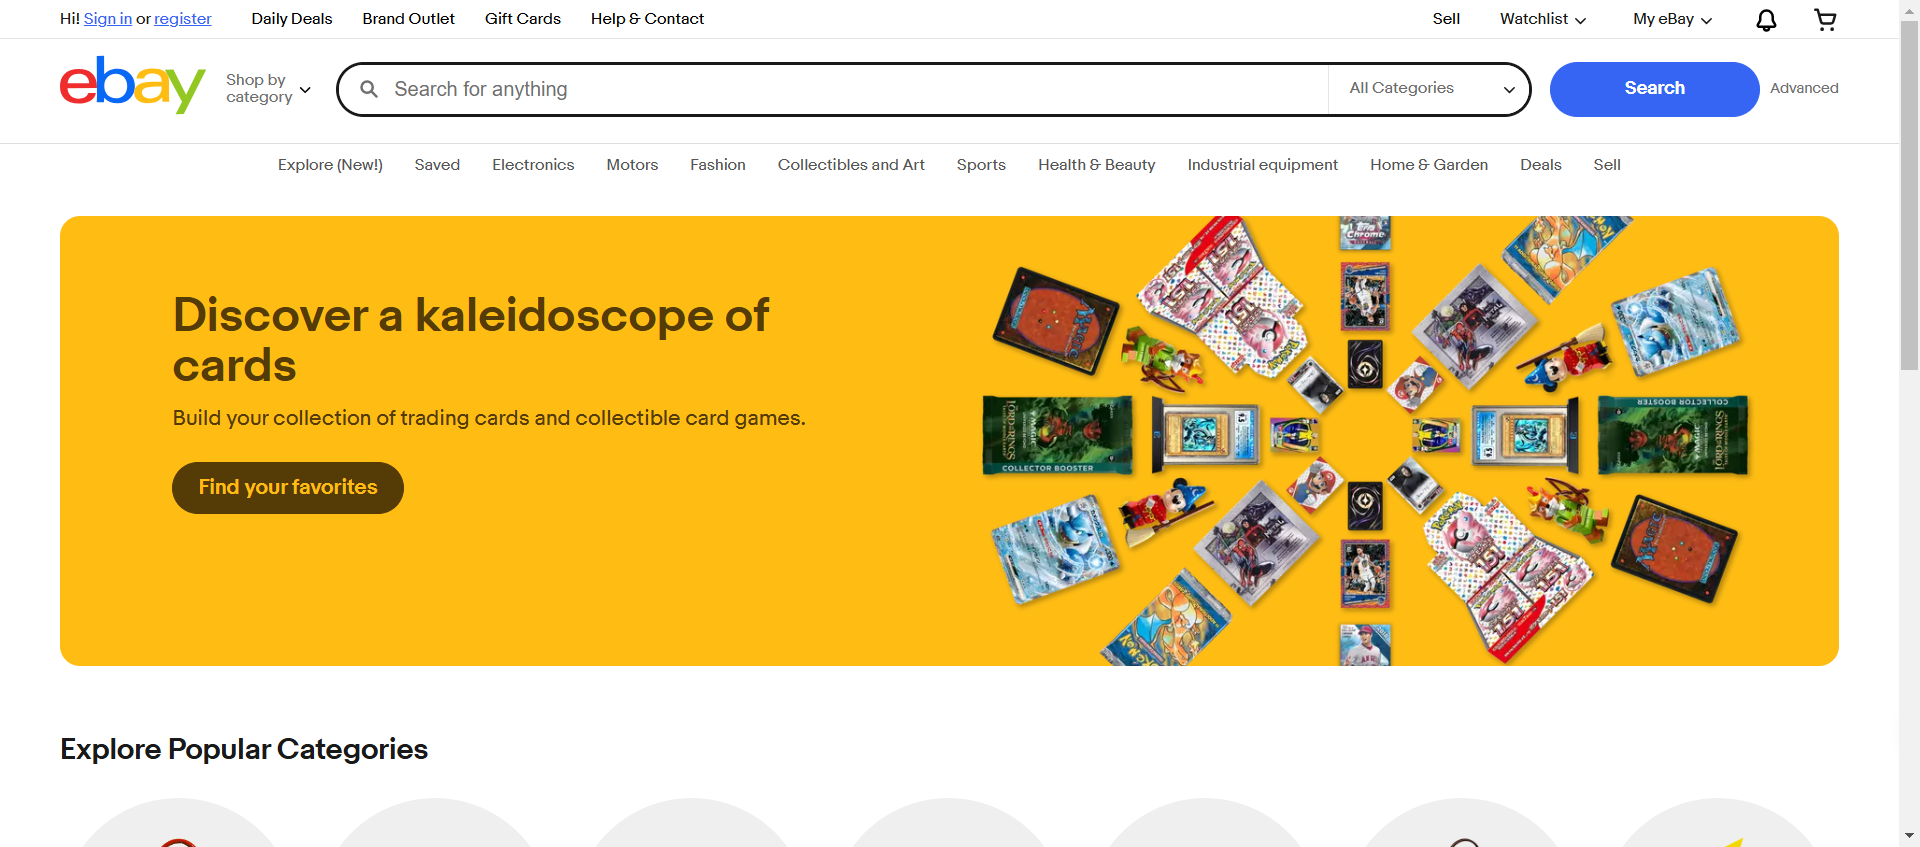 Hi! Sign in or register
Daily Deals
Brand Outlet
Gift Cards
Help & Contact
Sell
Watchlist
My eBay
ebay
Shop by
category
Search for anything
All Categories
Search
Advanced
Explore (New!)
Saved
Electronics
Motors
Fashion
Collectibles and Art
Sports
Health & Beauty
Industrial equipment
Home & Garden
Deals
Sell
Discover a kaleidoscope of
cards
Build your collection of trading cards and collectible card games.
Find your favorites
COLLECTOR BOOSTER
COLLECTOR BOOSTER
Explore Popular Categories